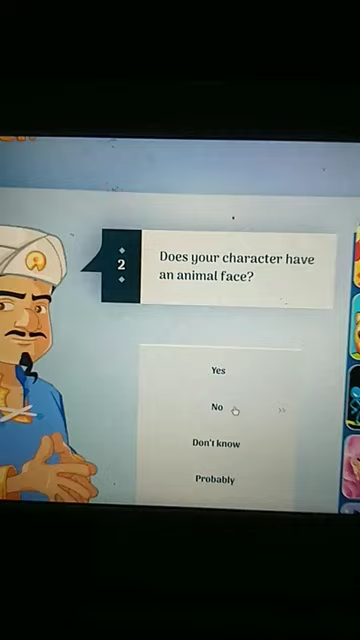 2
Does your character have
an animal face?
Yes
No
Don't know
Probably